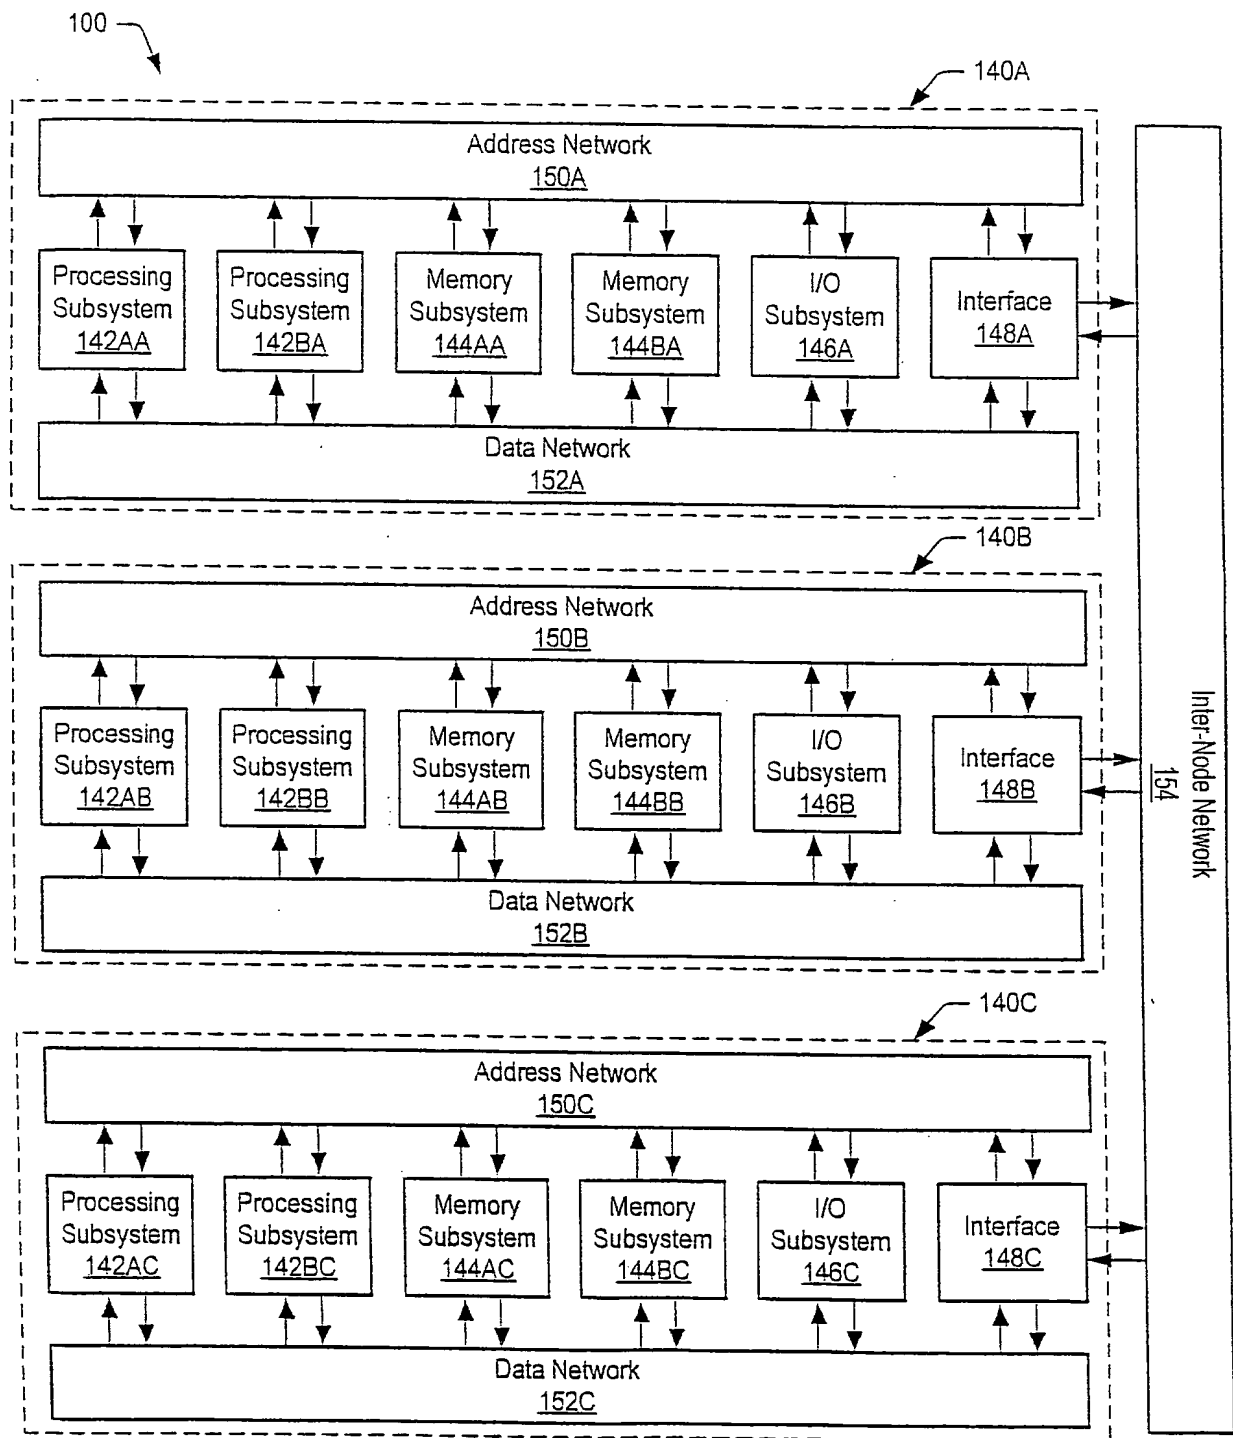 100
140A
Address Network
150A
Processing
Subsystem
142AA
Processing
Subsystem
142BA
Memory
Subsystem
144AA
Memory
Subsystem
144BA
I/O
Subsystem
146A
Interface
148A
Data Network
152A
140B
Address Network
150B
Processing
Subsystem
142AB
Processing
Subsystem
142BB
Memory
Subsystem
144AB
Memory
Subsystem
144BB
I/O
Subsystem
146B
Interface
148B
Data Network
152B
Inter-Node Network
154
140C
Address Network
150C
Processing
Subsystem
142AC
Processing
Subsystem
142BC
Memory
Subsystem
144AC
Memory
Subsystem
144BC
I/O
Subsystem
146C
Interface
148C
Data Network
152C